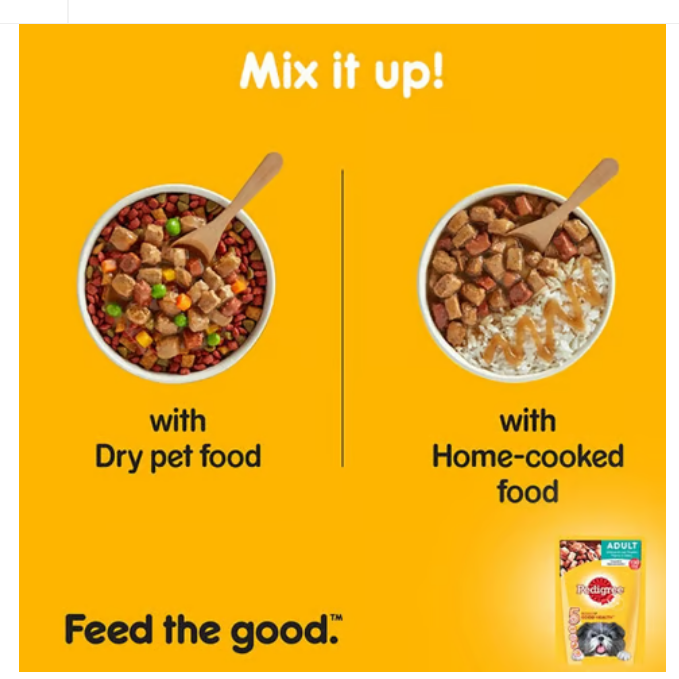 Mix it up!
with
Dry pet food
with
Home-cooked
food
Feed the good.™
ADULT
Pedigree